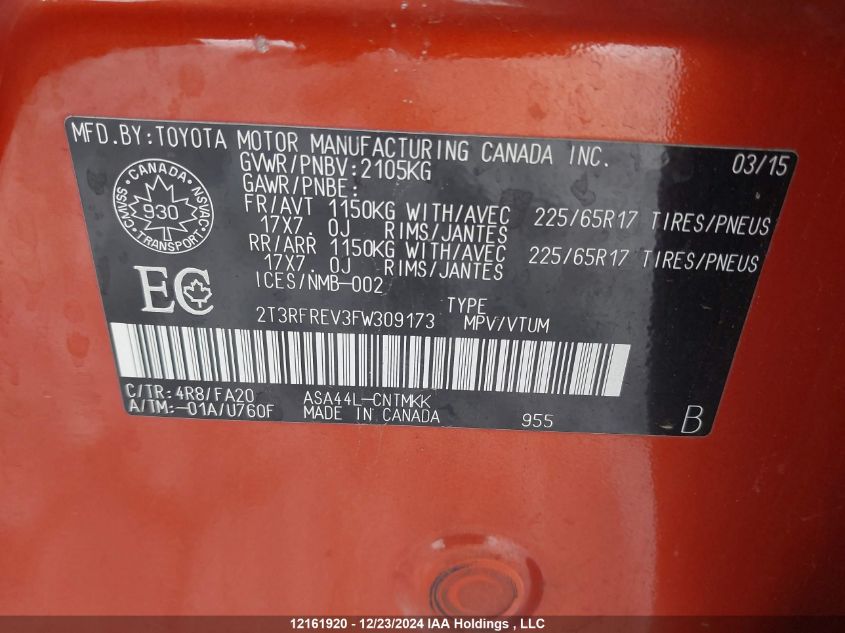 MFD.BY:TOYOTA MOTOR MANUFACTURING CANADA INC. 03/15
GVWR/PNBV:2105KG
GAWR/PNBE:
FR/AVT 1150KG WITH/AVEC 225/65R17 TIRES/PNEUS
17X7. 0J RIMS/JANTES
RR/ARR 1150KG WITH/AVEC 225/65R17 TIRES/PNEUS
17X7. 0J RIMS/JANTES
ICES/NMB-002
CANADA
CMVSS 930 NSVAC
TRANSPORT
EC
2T3RFREV3FW309173 TYPE
MPV/VTUM
C/TR:4R8/FA20 ASA44L-CNTMKK
A/TM:-01A/U760F MADE IN CANADA 955 B
12161920 - 12/23/2024 IAA Holdings , LLC